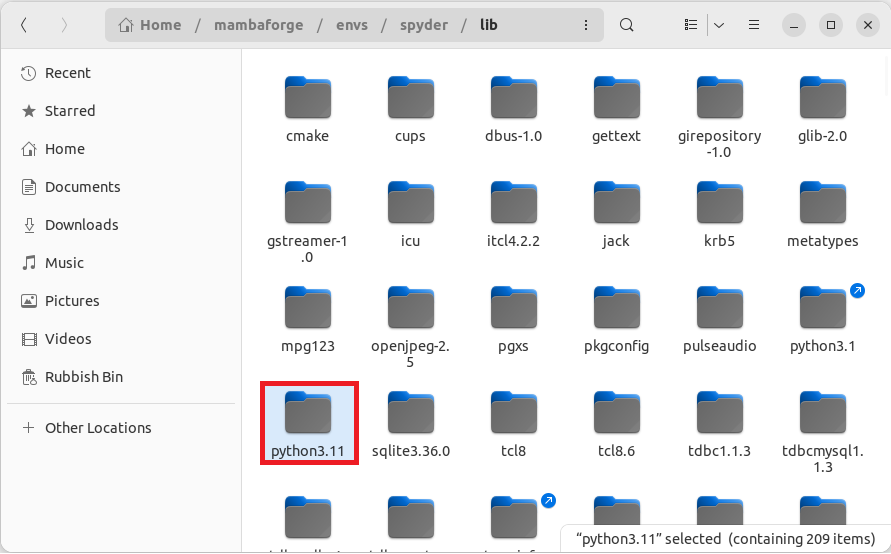 Home / mambaforge / envs / spyder / lib
Recent
Starred
Home
Documents
Downloads
Music
Pictures
Videos
Rubbish Bin
Other Locations
cmake
cups
dbus-1.0
gettext
girepository
-1.0
glib-2.0
gstreamer-1
.0
icu
itcl4.2.2
jack
krb5
metatypes
mpg123
openjpeg-2.
5
pgxs
pkgconfig
pulseaudio
python3.1
python3.11
sqlite3.36.0
tcl8
tcl8.6
tdbc1.1.3
tdbcmysql1.
1.3
“python3.11” selected (containing 209 items)